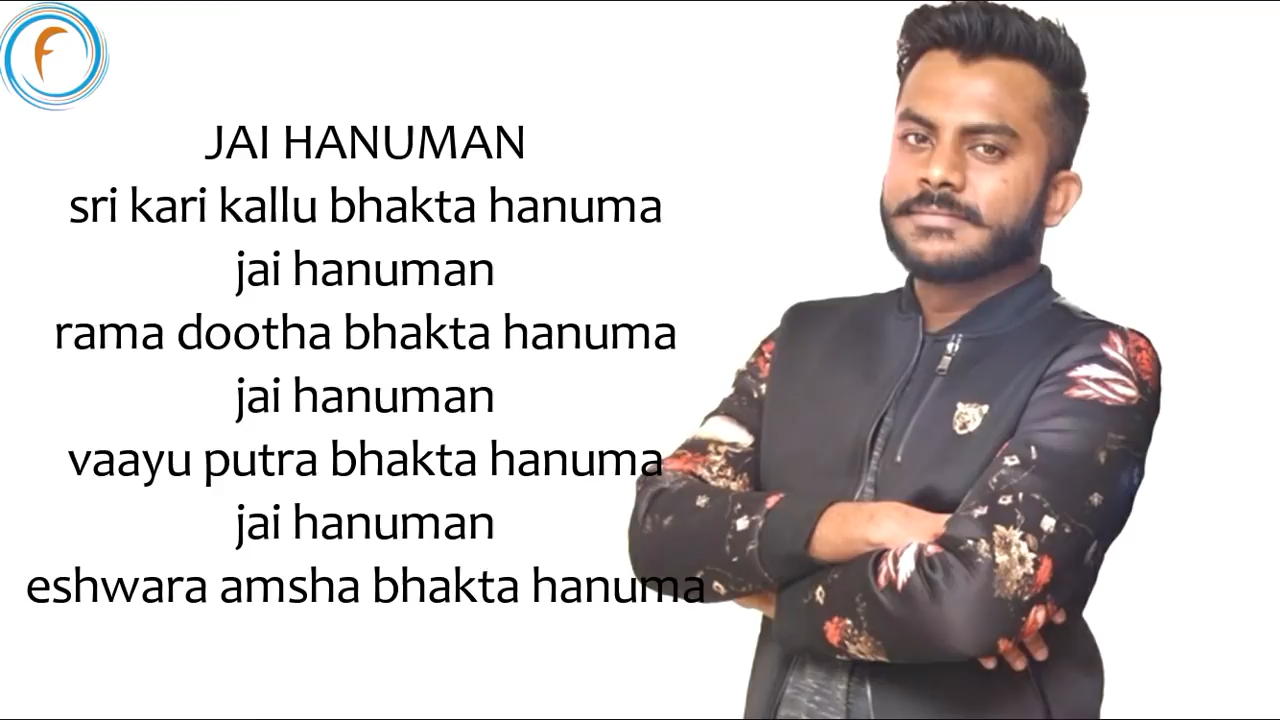 F
JAI HANUMAN
sri kari kallu bhakta hanuma
jai hanuman
rama dootha bhakta hanuma
jai hanuman
vaayu putra bhakta hanuma
jai hanuman
eshwara amsha bhakta hanuma